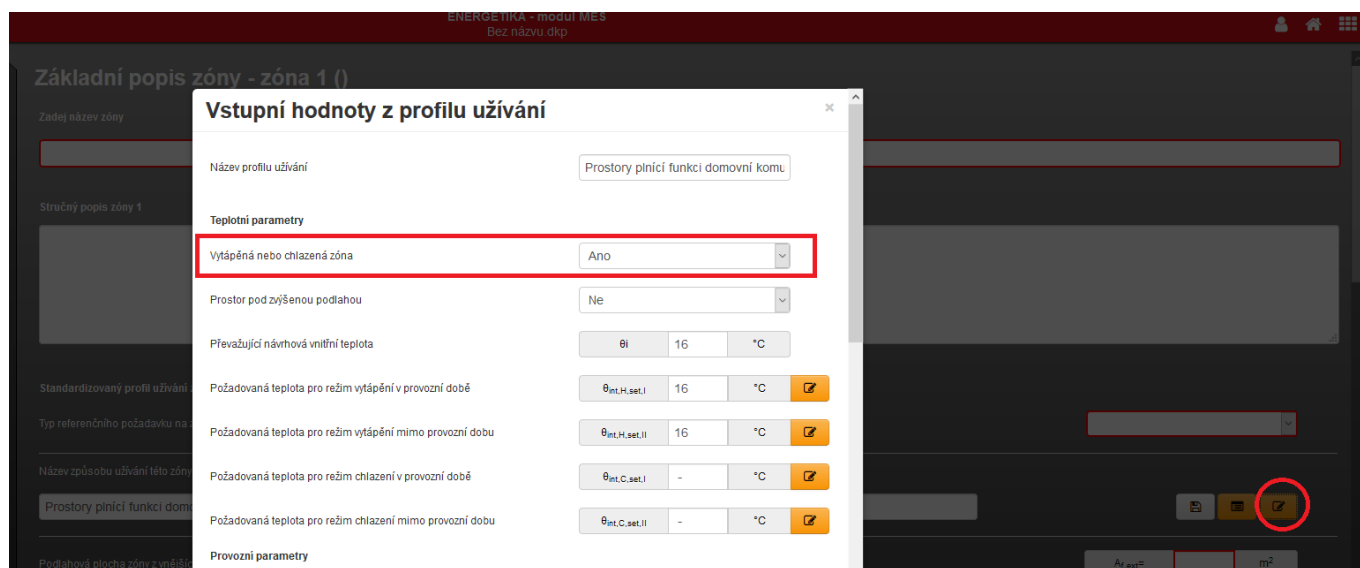 ENERGETIKA - modul MES
Bez názvu.dkp
Základní popis zóny - zóna 1 ()
Zadej název zóny
Stručný popis zóny 1
Standardizovaný profil užívání
Typ referenčního požadavku na
Název způsobu užívání této zóny
Prostory plnící funkci
Podlahová plocha zóny z
Vstupní hodnoty z profilu užívání
×
Název profilu užívání
Prostory plnící funkci domovní komu
Teplotní parametry
Vytápěná nebo chlazená zóna
Ano
Prostor pod zvýšenou podlahou
Ne
Převažující návrhová vnitřní teplota
θi 16 °C
Požadovaná teplota pro režim vytápění v provozní době
θint,H,set,I 16 °C
Požadovaná teplota pro režim vytápění mimo provozní dobu
θint,H,set,II 16 °C
Požadovaná teplota pro režim chlazení v provozní době
θint,C,set,I - °C
Požadovaná teplota pro režim chlazení mimo provozní dobu
θint,C,set,II - °C
Provozní parametry
m²